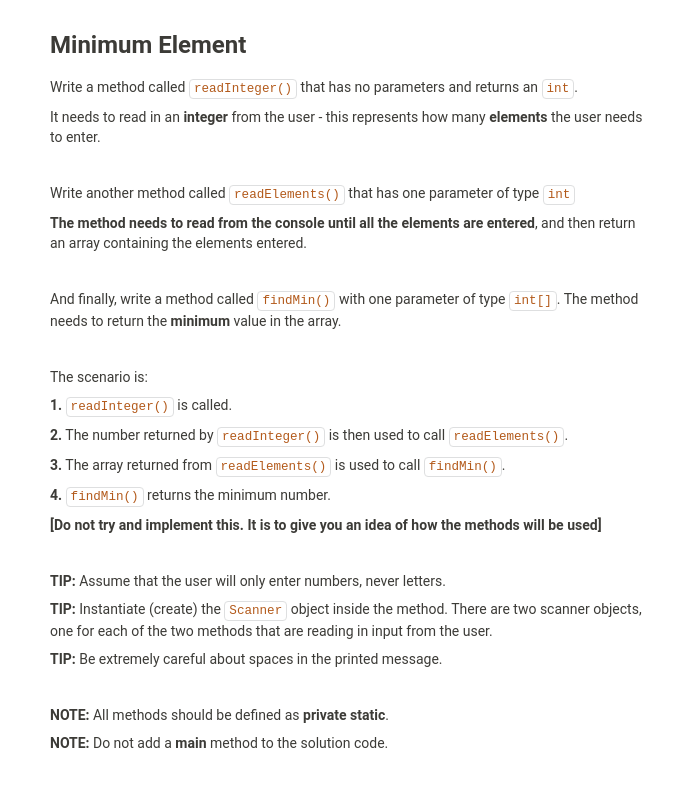 Minimum Element
Write a method called readInteger() that has no parameters and returns an int.
It needs to read in an integer from the user - this represents how many elements the user needs
to enter.
Write another method called readElements() that has one parameter of type int
The method needs to read from the console until all the elements are entered, and then return
an array containing the elements entered.
And finally, write a method called findMin() with one parameter of type int[]. The method
needs to return the minimum value in the array.
The scenario is:
1. readInteger() is called.
2. The number returned by readInteger() is then used to call readElements().
3. The array returned from readElements() is used to call findMin().
4. findMin() returns the minimum number.
[Do not try and implement this. It is to give you an idea of how the methods will be used]
TIP: Assume that the user will only enter numbers, never letters.
TIP: Instantiate (create) the Scanner object inside the method. There are two scanner objects,
one for each of the two methods that are reading in input from the user.
TIP: Be extremely careful about spaces in the printed message.
NOTE: All methods should be defined as private static.
NOTE: Do not add a main method to the solution code.